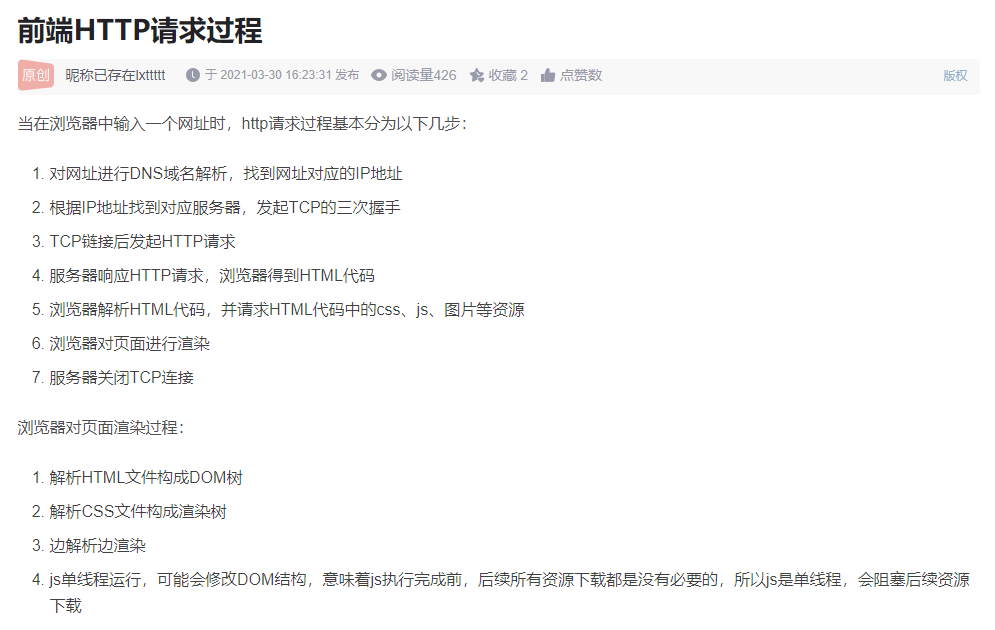 前端HTTP请求过程
原创 昵称已存在lxttttt 于 2021-03-30 16:23:31 发布 阅读量426 收藏 2 点赞数 版权
当在浏览器中输入一个网址时，http请求过程基本分为以下几步：
1. 对网址进行DNS域名解析，找到网址对应的IP地址
2. 根据IP地址找到对应服务器，发起TCP的三次握手
3. TCP链接后发起HTTP请求
4. 服务器响应HTTP请求，浏览器得到HTML代码
5. 浏览器解析HTML代码，并请求HTML代码中的css、js、图片等资源
6. 浏览器对页面进行渲染
7. 服务器关闭TCP连接
浏览器对页面渲染过程：
1. 解析HTML文件构成DOM树
2. 解析CSS文件构成渲染树
3. 边解析边渲染
4. js单线程运行，可能会修改DOM结构，意味着js执行完成前，后续所有资源下载都是没有必要的，所以js是单线程，会阻塞后续资源
下载